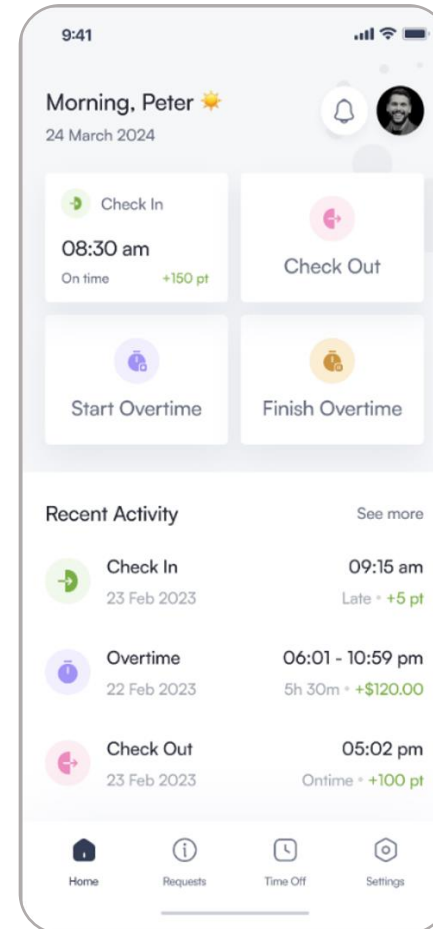 9:41
Morning, Peter ☀️
24 March 2024
Check In
08:30 am
On time +150 pt
Check Out
Start Overtime
Finish Overtime
Recent Activity See more
Check In 09:15 am
23 Feb 2023 Late • +5 pt
Overtime 06:01 - 10:59 pm
22 Feb 2023 5h 30m • +$120.00
Check Out 05:02 pm
23 Feb 2023 Ontime • +100 pt
Home Requests Time Off Settings